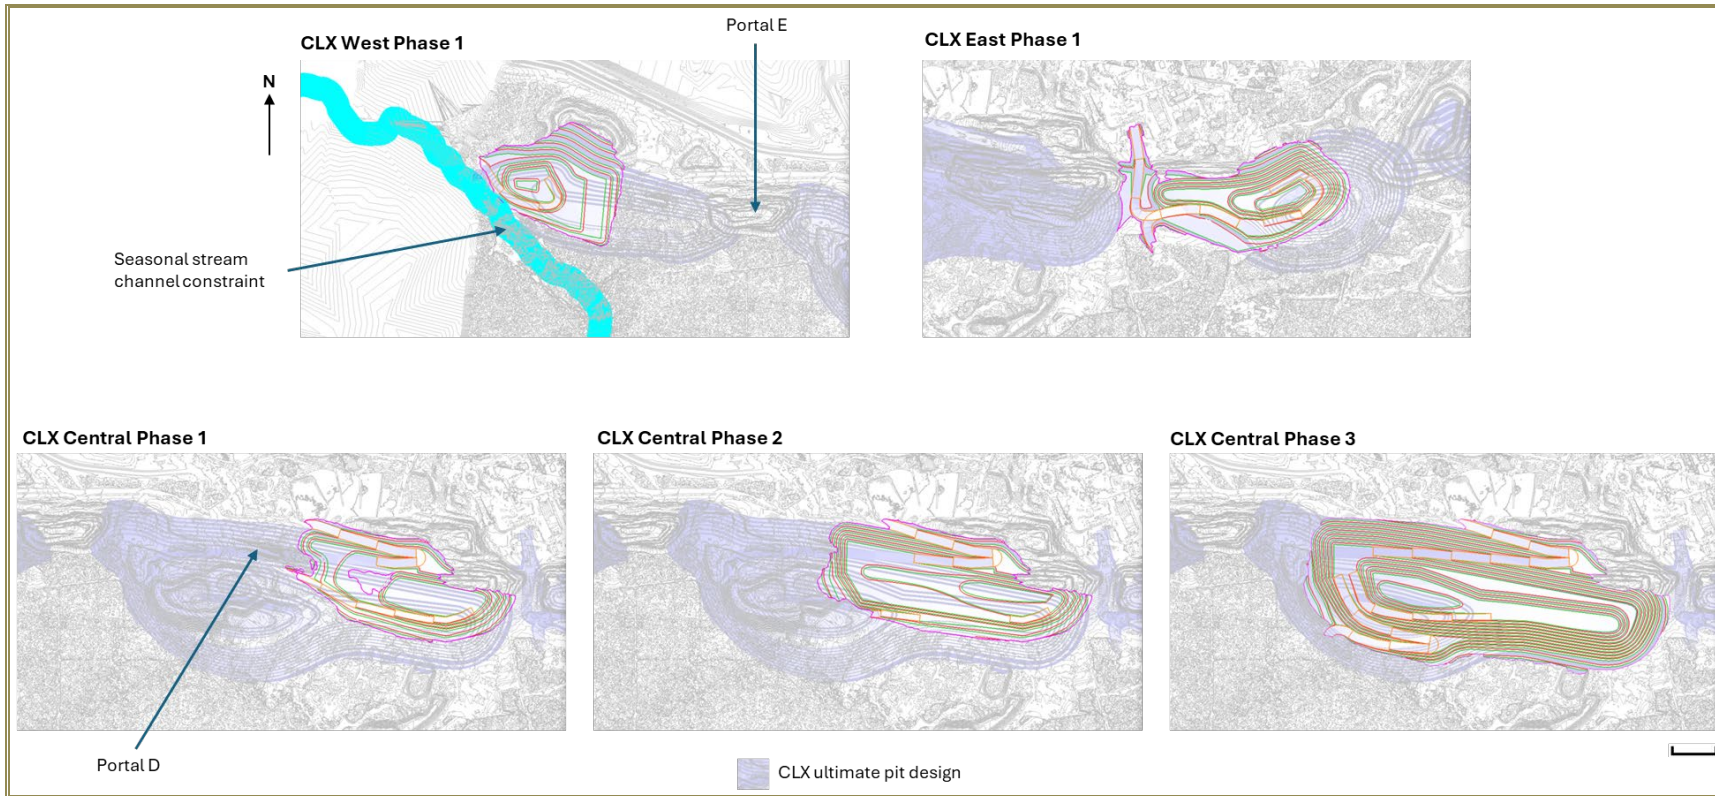 Portal E
CLX West Phase 1
CLX East Phase 1
N
Seasonal stream
channel constraint
CLX Central Phase 1
CLX Central Phase 2
CLX Central Phase 3
Portal D
CLX ultimate pit design